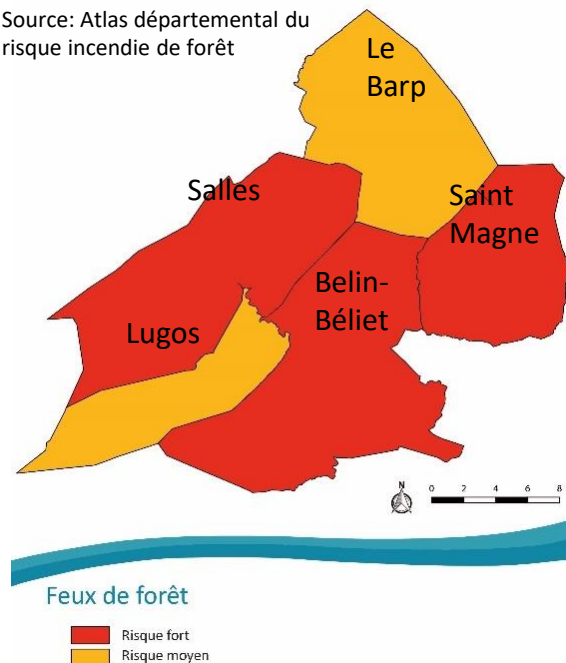 Source: Atlas départemental du
risque incendie de forêt
Le
Barp
Salles
Saint
Magne
Belin-
Béliet
Lugos
N
0 2 4 6 8
Feux de forêt
Risque fort
Risque moyen